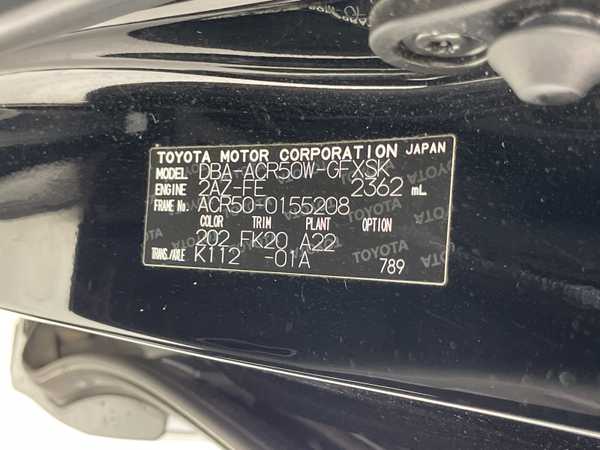 TOYOTA MOTOR CORPORATION JAPAN
MODEL DBA-ACR50W-GFXSK
ENGINE 2AZ-FE 2362 mL
FRAME No. ACR50-0155208
COLOR TRIM PLANT OPTION
202 FK20 A22
TRANS./AXLE K112 -01A 789